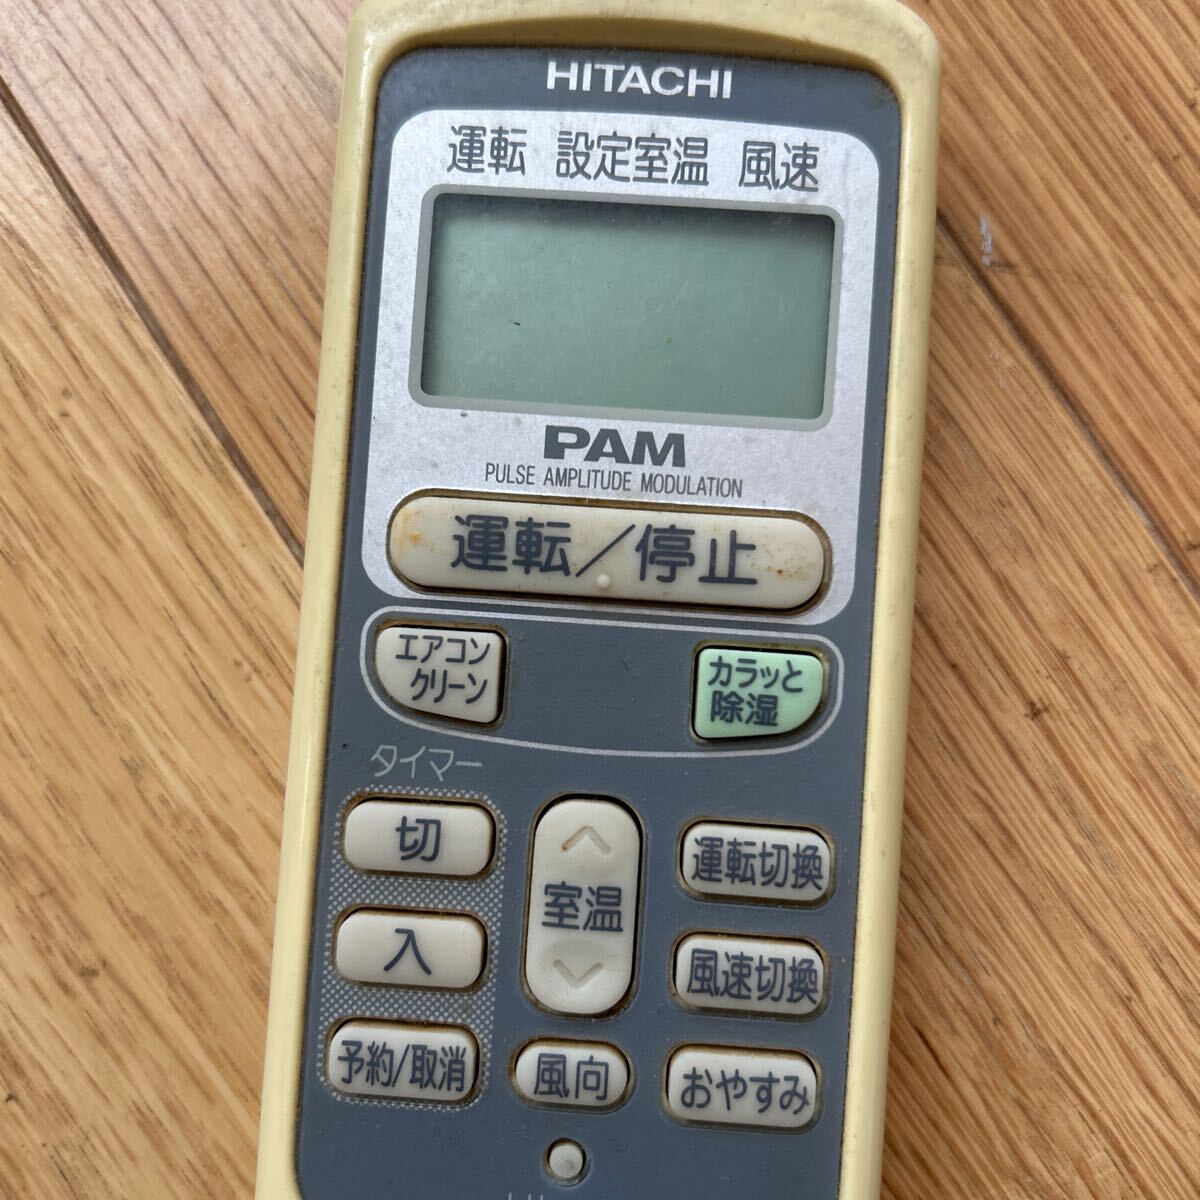 HITACHI
運転 設定室温 風速
PAM
PULSE AMPLITUDE MODULATION
運転/停止
エアコン
クリーン
カラッと
除湿
タイマー
切
室温
運転切換
入
風速切換
予約/取消
風向
おやすみ